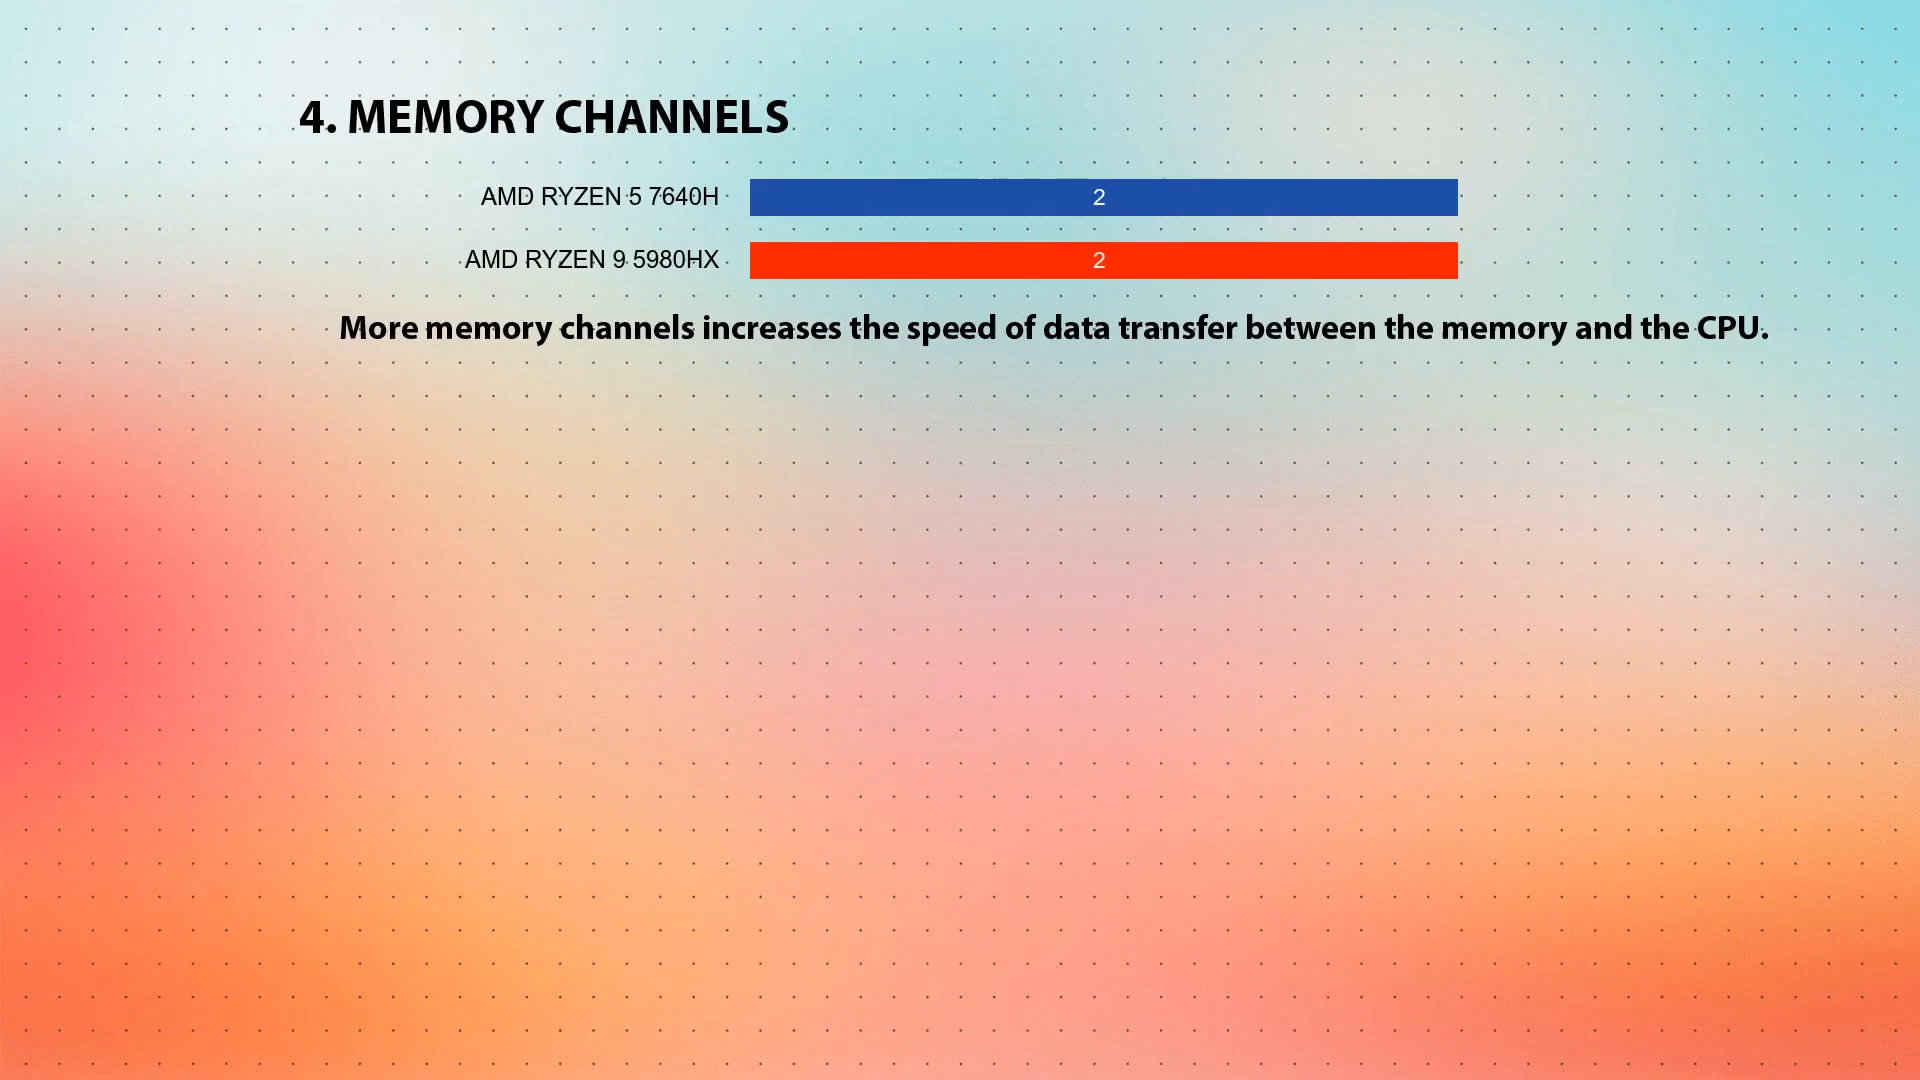 4. MEMORY CHANNELS
AMD RYZEN 5 7640H 2
AMD RYZEN 9 5980HX 2
More memory channels increases the speed of data transfer between the memory and the CPU.